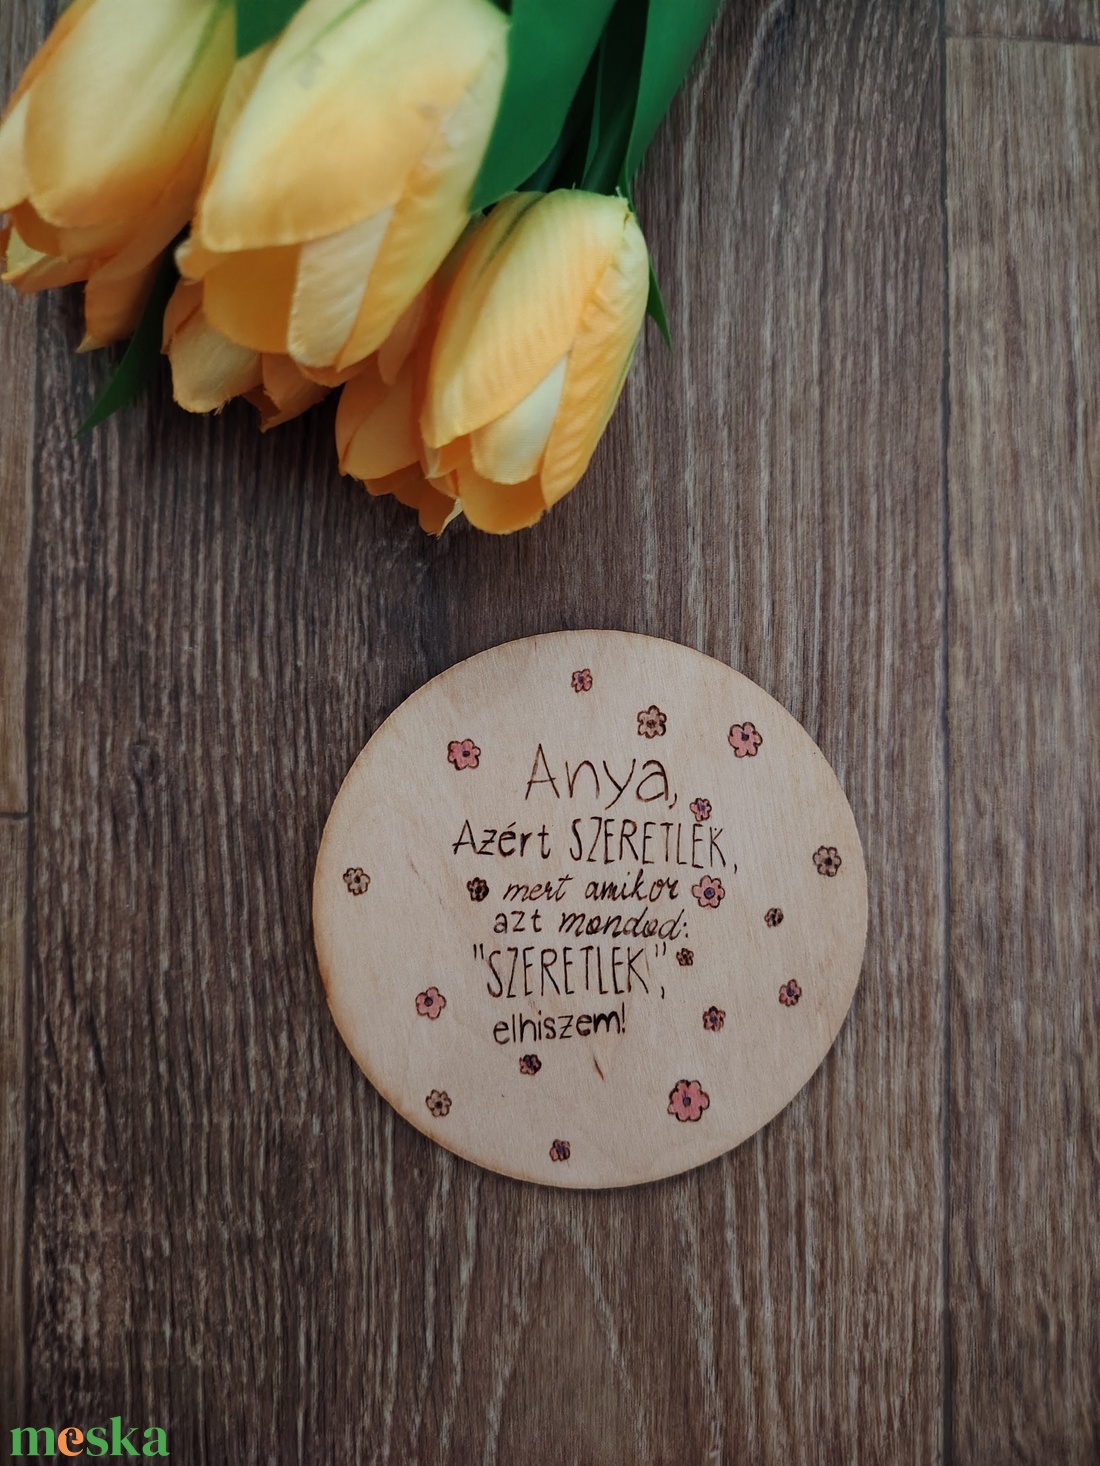 Anya,
Azért SZERETLEK,
mert amikor
azt mondod:
"SZERETLEK",
elhiszem!
meska